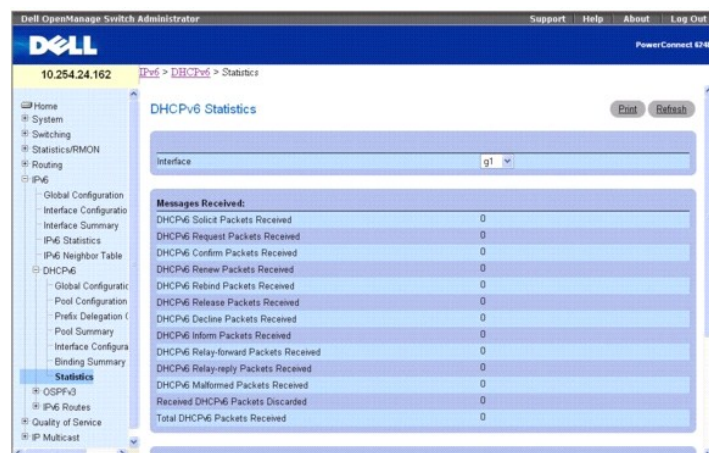 Dell OpenManage Switch Administrator
Support Help About Log Out
DELL
PowerConnect
10.254.24.162
IPv6 > DHCPv6 > Statistics
Home
System
Switching
Statistics/RMON
Routing
IPv6
Global Configuration
Interface Configuratio
Interface Summary
IPv6 Statistics
IPv6 Neighbor Table
DHCPv6
Global Configuratic
Pool Configuration
Prefix Delegation (
Pool Summary
Interface Configura
Binding Summary
Statistics
OSPFv3
IPv6 Routes
Quality of Service
IP Multicast
DHCPv6 Statistics
Print Refresh
Interface g1
Messages Received:
DHCPv6 Solicit Packets Received 0
DHCPv6 Request Packets Received 0
DHCPv6 Confirm Packets Received 0
DHCPv6 Renew Packets Received 0
DHCPv6 Rebind Packets Received 0
DHCPv6 Release Packets Received 0
DHCPv6 Decline Packets Received 0
DHCPv6 Inform Packets Received 0
DHCPv6 Relay-forward Packets Received 0
DHCPv6 Relay-reply Packets Received 0
DHCPv6 Malformed Packets Received 0
Received DHCPv6 Packets Discarded 0
Total DHCPv6 Packets Received 0